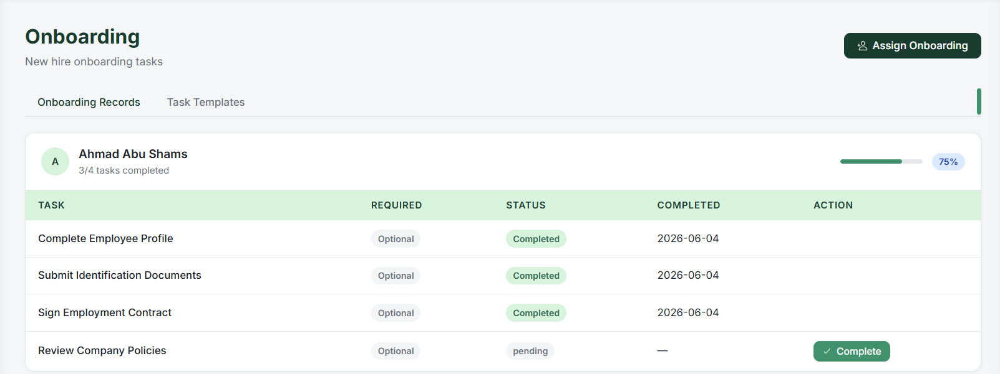 Onboarding
New hire onboarding tasks
Assign Onboarding
Onboarding Records Task Templates
A
Ahmad Abu Shams
3/4 tasks completed
75%
TASK REQUIRED STATUS COMPLETED ACTION
Complete Employee Profile Optional Completed 2026-06-04
Submit Identification Documents Optional Completed 2026-06-04
Sign Employment Contract Optional Completed 2026-06-04
Review Company Policies Optional pending — Complete